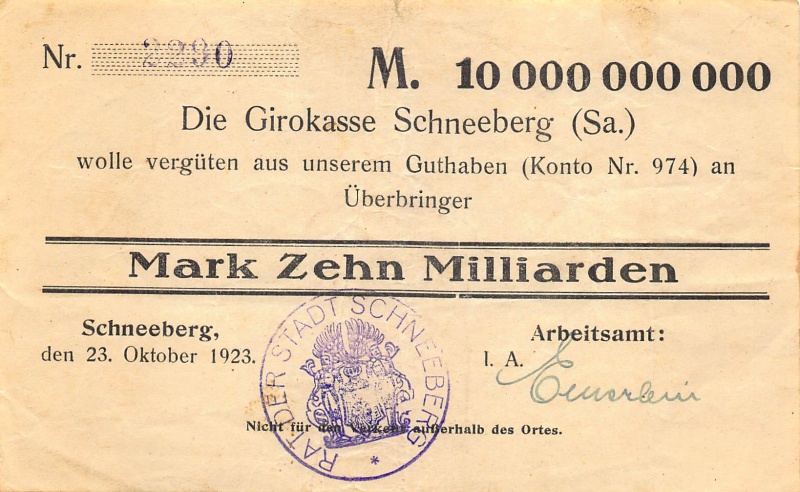 Nr. 2290
M. 10 000 000 000
Die Girokasse Schneeberg (Sa.)
wolle vergüten aus unserem Guthaben (Konto Nr. 974) an
Überbringer
Mark Zehn Milliarden
Schneeberg,
den 23. Oktober 1923.
RAT DER STADT SCHNEEBERG *
Arbeitsamt:
I. A.
Nicht für den Verkehr außerhalb des Ortes.